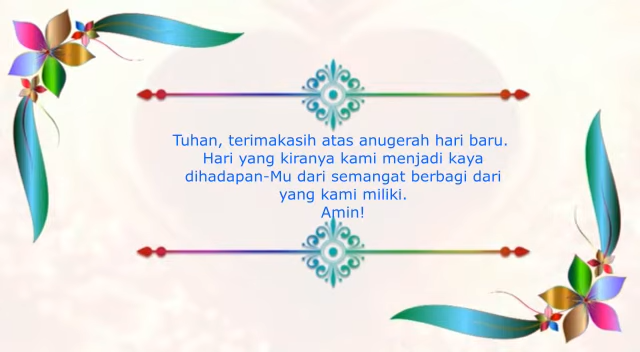 Tuhan, terimakasih atas anugerah hari baru.
Hari yang kiranya kami menjadi kaya
dihadapan-Mu dari semangat berbagi dari
yang kami miliki.
Amin!